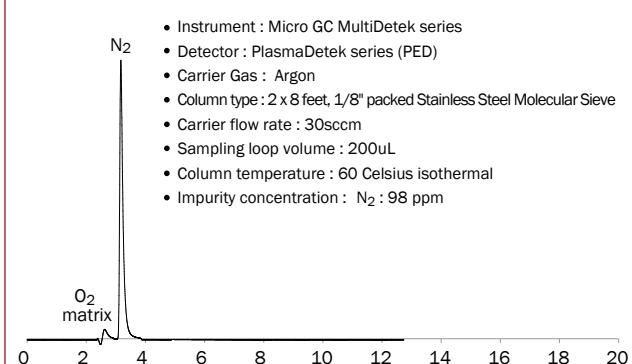 • Instrument : Micro GC MultiDetek series
• Detector : PlasmaDetek series (PED)
• Carrier Gas : Argon
• Column type : 2 x 8 feet, 1/8" packed Stainless Steel Molecular Sieve
• Carrier flow rate : 30sccm
• Sampling loop volume : 200uL
• Column temperature : 60 Celsius isothermal
• Impurity concentration : N2 : 98 ppm
N2
O2
matrix
0 2 4 6 8 10 12 14 16 18 20